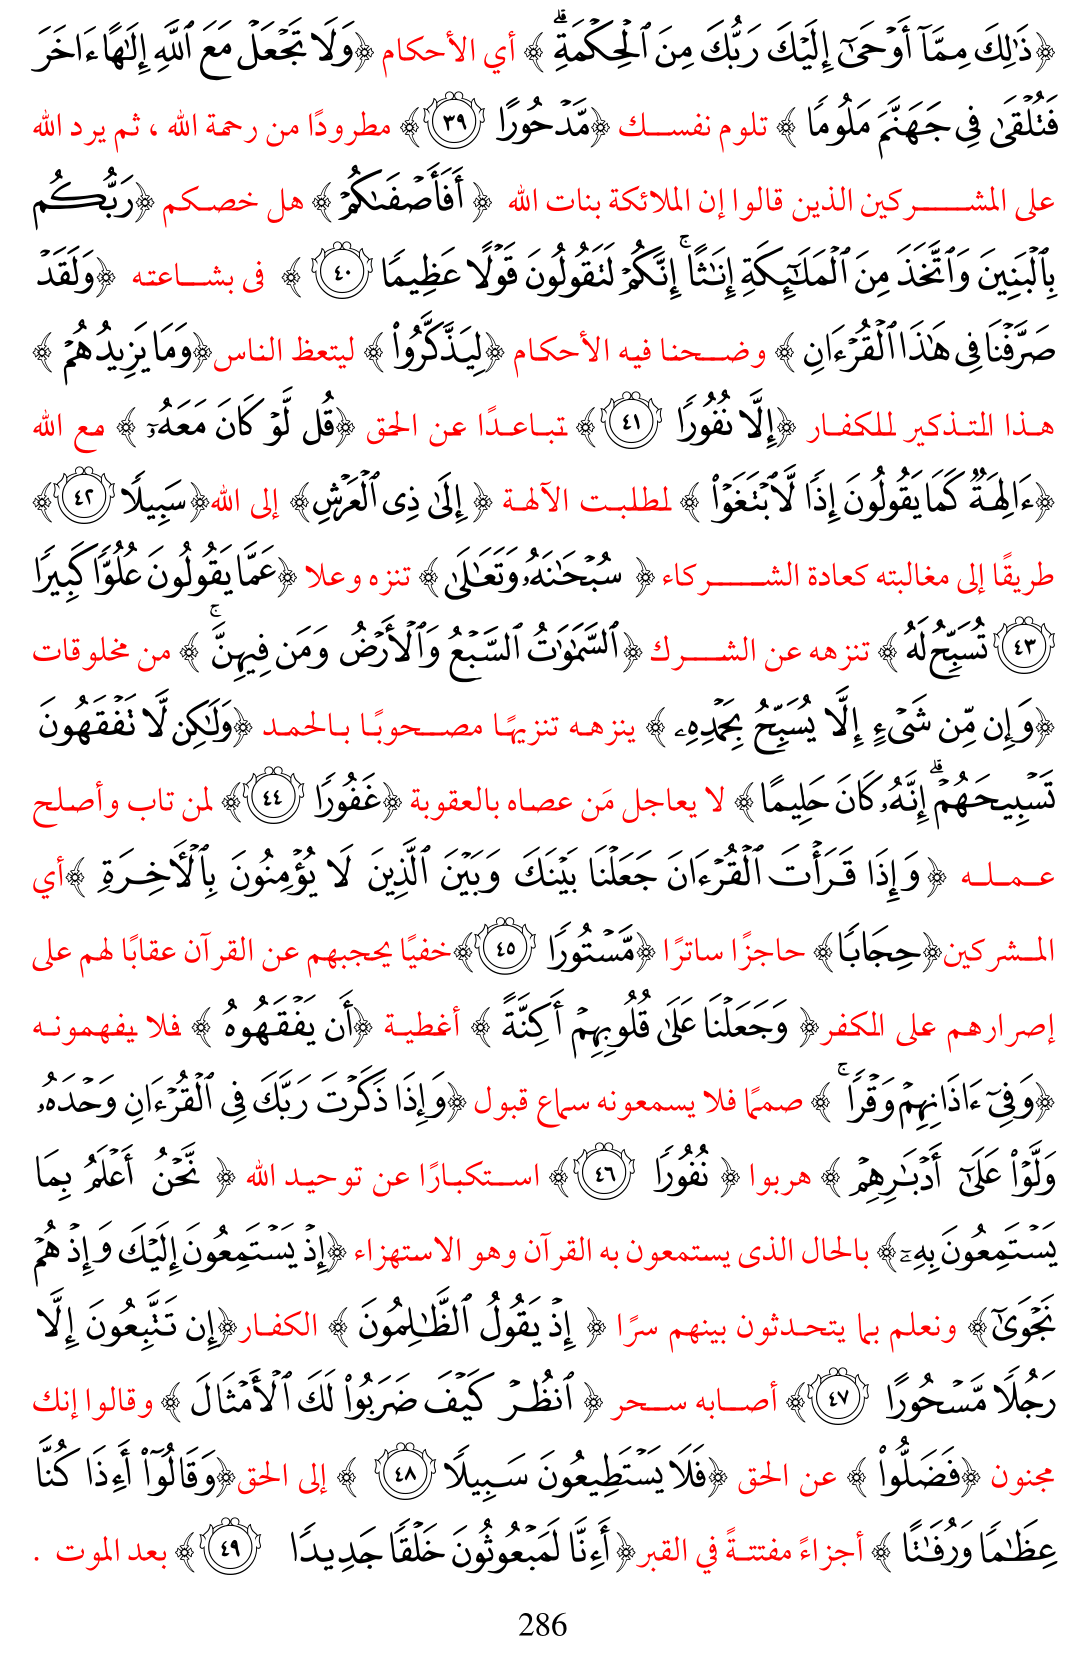 ﴿ذَٰلِكَ مِمَّآ أَوۡحَىٰٓ إِلَيۡكَ رَبُّكَ مِنَ ٱلۡحِكۡمَةِۗ ﴾ أي الأحكام ﴿وَلَا تَجۡعَلۡ مَعَ ٱللَّهِ إِلَٰهًا ءَاخَرَ
فَتُلۡقَىٰ فِي جَهَنَّمَ مَلُومٗا ﴾ تلوم نفسك ﴿مَّدۡحُورًا ٣٩﴾ مطرودًا من رحمة الله ، ثم يرد الله
على المشركين الذين قالوا إن الملائكة بنات الله ﴿ أَفَأَصۡفَىٰكُمۡ﴾ هل خصكم ﴿رَبُّكُم
بِٱلۡبَنِينَ وَٱتَّخَذَ مِنَ ٱلۡمَلَٰٓئِكَةِ إِنَٰثًاۚ إِنَّكُمۡ لَتَقُولُونَ قَوۡلًا عَظِيمٗا ٤٠ ﴾ فى بشاعته ﴿وَلَقَدۡ
صَرَّفۡنَا فِي هَٰذَا ٱلۡقُرۡءَانِ ﴾ وضحنا فيه الأحكام ﴿لِيَذَّكَّرُواْ﴾ ليتعظ الناس﴿وَمَا يَزِيدُهُمۡ ﴾
هذا التذكير للكفار ﴿إِلَّا نُفُورٗا ٤١﴾ تباعدًا عن الحق ﴿قُل لَّوۡ كَانَ مَعَهُۥٓ ﴾ مع الله
﴿ءَالِهَةٞ كَمَا يَقُولُونَ إِذٗا لَّٱبۡتَغَوۡاْ ﴾ لطلبت الآلهة ﴿ إِلَىٰ ذِي ٱلۡعَرۡشِ﴾ إلى الله﴿سَبِيلٗا ٤٢﴾
طريقًا إلى مغالبته كعادة الشركاء ﴿ سُبۡحَٰنَهُۥ وَتَعَٰلَىٰ﴾ تنزه وعلا ﴿عَمَّا يَقُولُونَ عُلُوّٗا كَبِيرٗا
٤٣ تُسَبِّحُ لَهُ ﴾ تنزهه عن الشرك ﴿ٱلسَّمَٰوَٰتُ ٱلسَّبۡعُ وَٱلۡأَرۡضُ وَمَن فِيهِنَّۚ ﴾ من مخلوقات
﴿وَإِن مِّن شَيۡءٍ إِلَّا يُسَبِّحُ بِحَمۡدِهِۦ ﴾ ينزهه تنزيهًا مصحوبًا بالحمد ﴿وَلَٰكِن لَّا تَفۡقَهُونَ
تَسۡبِيحَهُمۡۗ إِنَّهُۥ كَانَ حَلِيمًا﴾ لا يعاجل مَن عصاه بالعقوبة ﴿غَفُورٗا ٤٤﴾ لمن تاب وأصلح
عمله ﴿ وَإِذَا قَرَأۡتَ ٱلۡقُرۡءَانَ جَعَلۡنَا بَيۡنَكَ وَبَيۡنَ ٱلَّذِينَ لَا يُؤۡمِنُونَ بِٱلۡأٓخِرَةِ ﴾أي
المشركين﴿حِجَابٗا﴾ حاجزًا ساترًا ﴿مَّسۡتُورٗا ٤٥﴾خفيًا يحجبهم عن القرآن عقابًا لهم على
إصرارهم على الكفر﴿ وَجَعَلۡنَا عَلَىٰ قُلُوبِهِمۡ أَكِنَّةً ﴾ أغطية ﴿أَن يَفۡقَهُوهُ ﴾ فلا يفهمونه
﴿وَفِيٓ ءَاذَانِهِمۡ وَقۡرٗاۚ ﴾ صممًا فلا يسمعونه سماع قبول ﴿وَإِذَا ذَكَرۡتَ رَبَّكَ فِي ٱلۡقُرۡءَانِ وَحۡدَهُۥ
وَلَّوۡاْ عَلَىٰٓ أَدۡبَٰرِهِمۡ ﴾ هربوا ﴿ نُفُورٗا ٤٦﴾ استكبارًا عن توحيد الله ﴿ نَّحۡنُ أَعۡلَمُ بِمَا
يَسۡتَمِعُونَ بِهِۦٓ﴾ بالحال الذى يستمعون به القرآن وهو الاستهزاء ﴿إِذۡ يَسۡتَمِعُونَ إِلَيۡكَ وَإِذۡ هُمۡ
نَجۡوَىٰٓ﴾ ونعلم بما يتحدثون بينهم سرًا ﴿ إِذۡ يَقُولُ ٱلظَّٰلِمُونَ ﴾ الكفار﴿إِن تَتَّبِعُونَ إِلَّا
رَجُلٗا مَّسۡحُورًا ٤٧﴾ أصابه سحر ﴿ ٱنظُرۡ كَيۡفَ ضَرَبُواْ لَكَ ٱلۡأَمۡثَالَ ﴾ وقالوا إنك
مجنون ﴿فَضَلُّواْ ﴾ عن الحق ﴿فَلَا يَسۡتَطِيعُونَ سَبِيلٗا ٤٨ ﴾ إلى الحق﴿وَقَالُوٓاْ أَءِذَا كُنَّا
عِظَٰمٗا وَرُفَٰتًا ﴾ أجزاءً مفتتةً في القبر﴿أَءِنَّا لَمَبۡعُوثُونَ خَلۡقٗا جَدِيدٗا ٤٩﴾ بعد الموت .
286